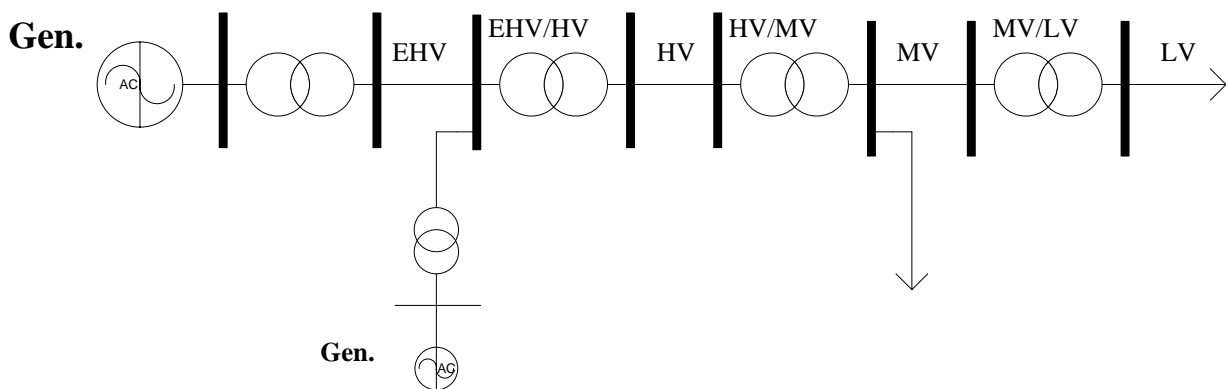 Gen.
AC
EHV
EHV/HV
HV
HV/MV
MV
MV/LV
LV
Gen.
AC